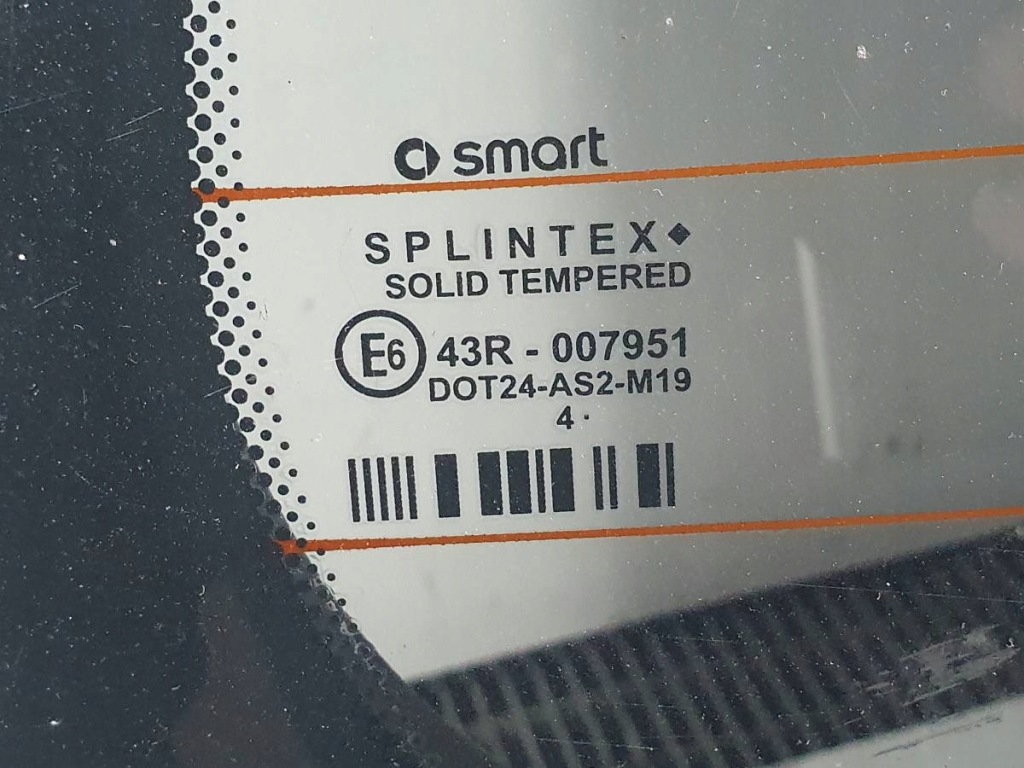 smart
SPLINTEX
SOLID TEMPERED
E6 43R - 007951
DOT24-AS2-M19
4 ·